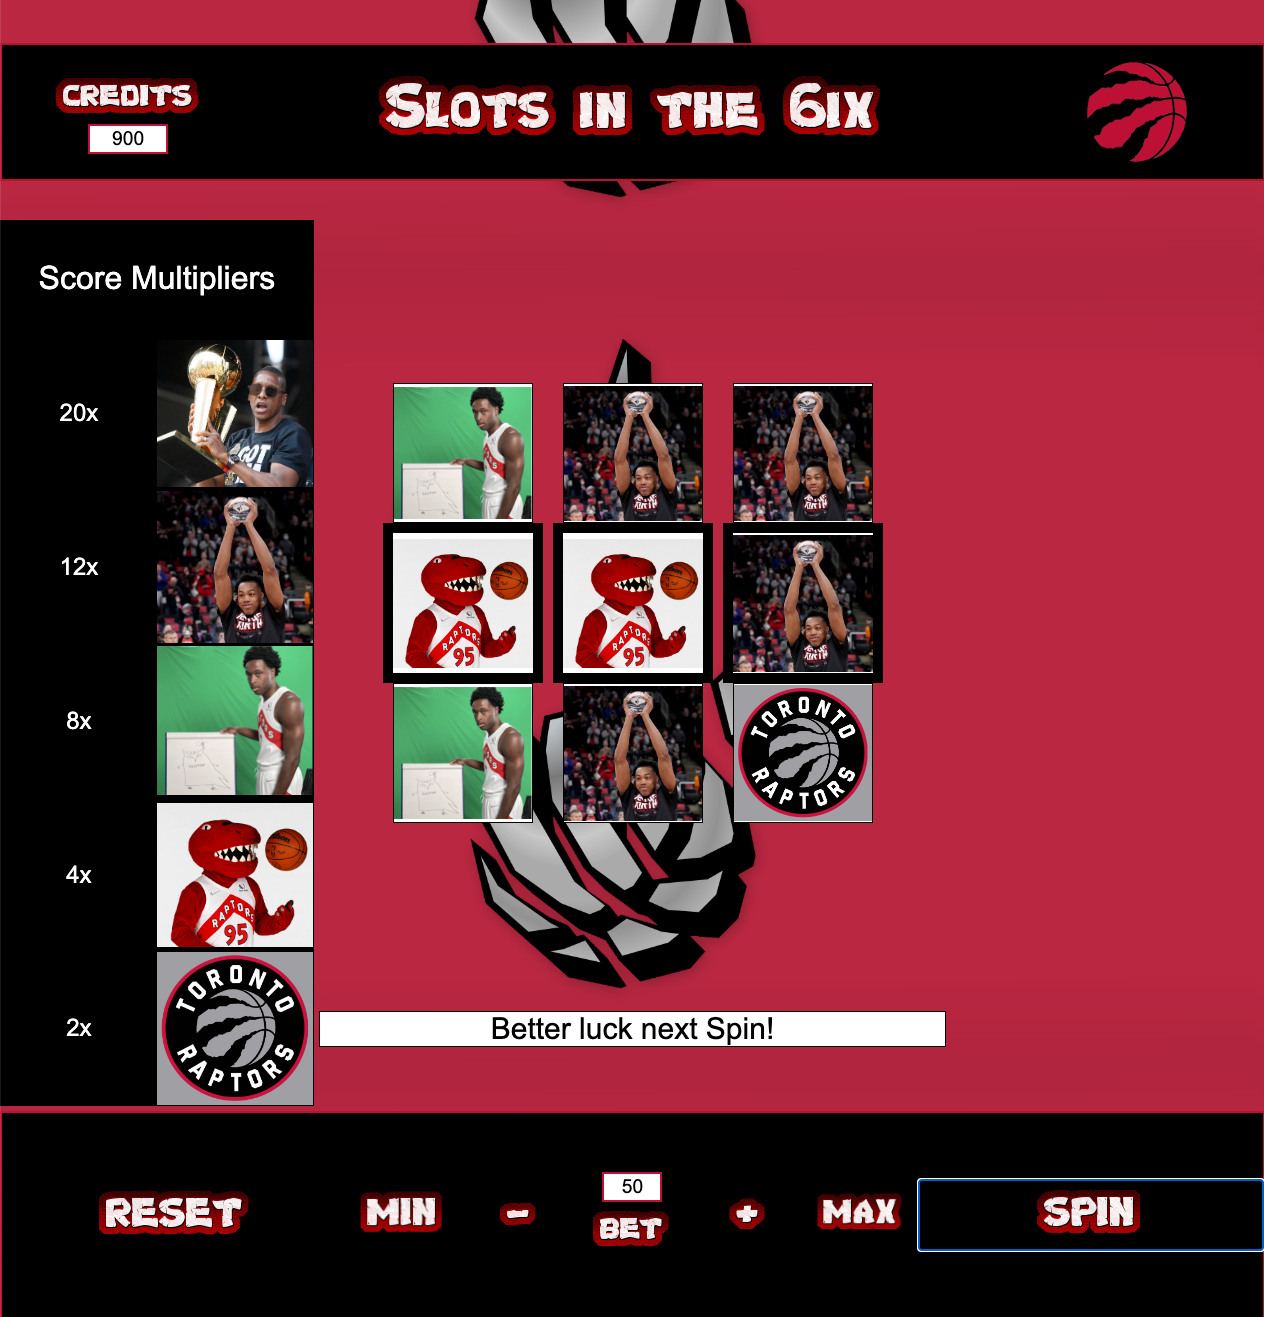 CREDITS
900
Slots in the 6ix
Score Multipliers
20x
GOT
12x
8x
4x
RAPTORS
95
2x
TORONTO
RAPTORS
RAPTORS
95
RAPTORS
95
TORONTO
RAPTORS
Better luck next Spin!
RESET
MIN
-
50
BET
+
MAX
SPIN